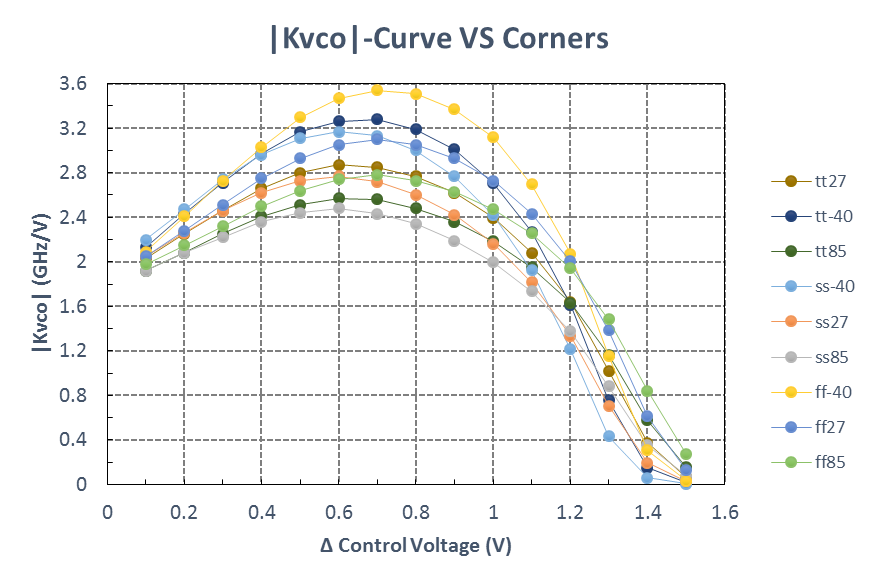 |Kvco|-Curve VS Corners
|Kvco| (GHz/V)
3.6
3.2
2.8
2.4
2
1.6
1.2
0.8
0.4
0
0 0.2 0.4 0.6 0.8 1 1.2 1.4 1.6
Δ Control Voltage (V)
tt27
tt-40
tt85
ss-40
ss27
ss85
ff-40
ff27
ff85